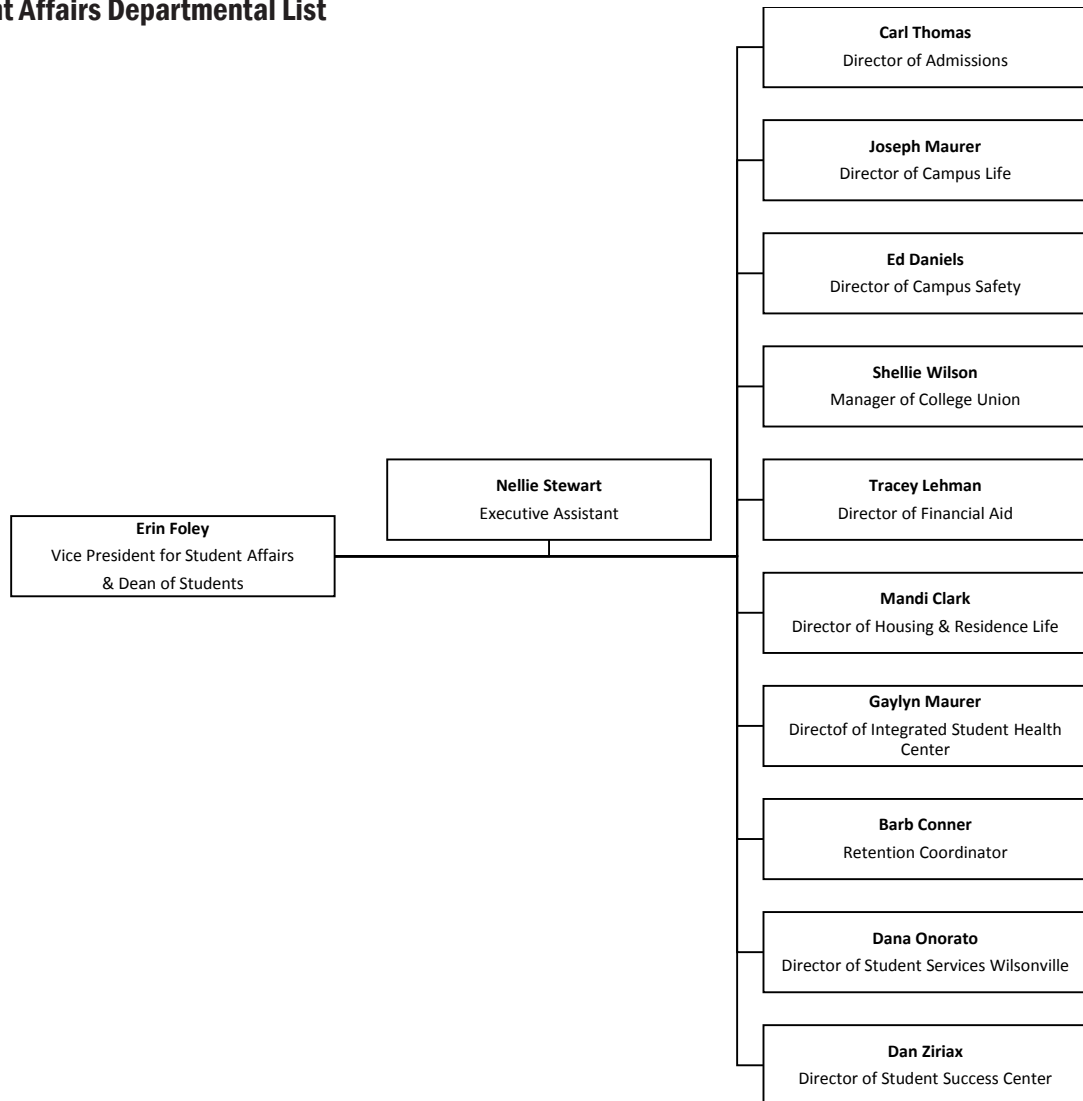 t Affairs Departmental List
Carl Thomas
Director of Admissions
Joseph Maurer
Director of Campus Life
Ed Daniels
Director of Campus Safety
Shellie Wilson
Manager of College Union
Nellie Stewart
Executive Assistant
Tracey Lehman
Director of Financial Aid
Erin Foley
Vice President for Student Affairs
& Dean of Students
Mandi Clark
Director of Housing & Residence Life
Gaylyn Maurer
Directof of Integrated Student Health
Center
Barb Conner
Retention Coordinator
Dana Onorato
Director of Student Services Wilsonville
Dan Ziriax
Director of Student Success Center